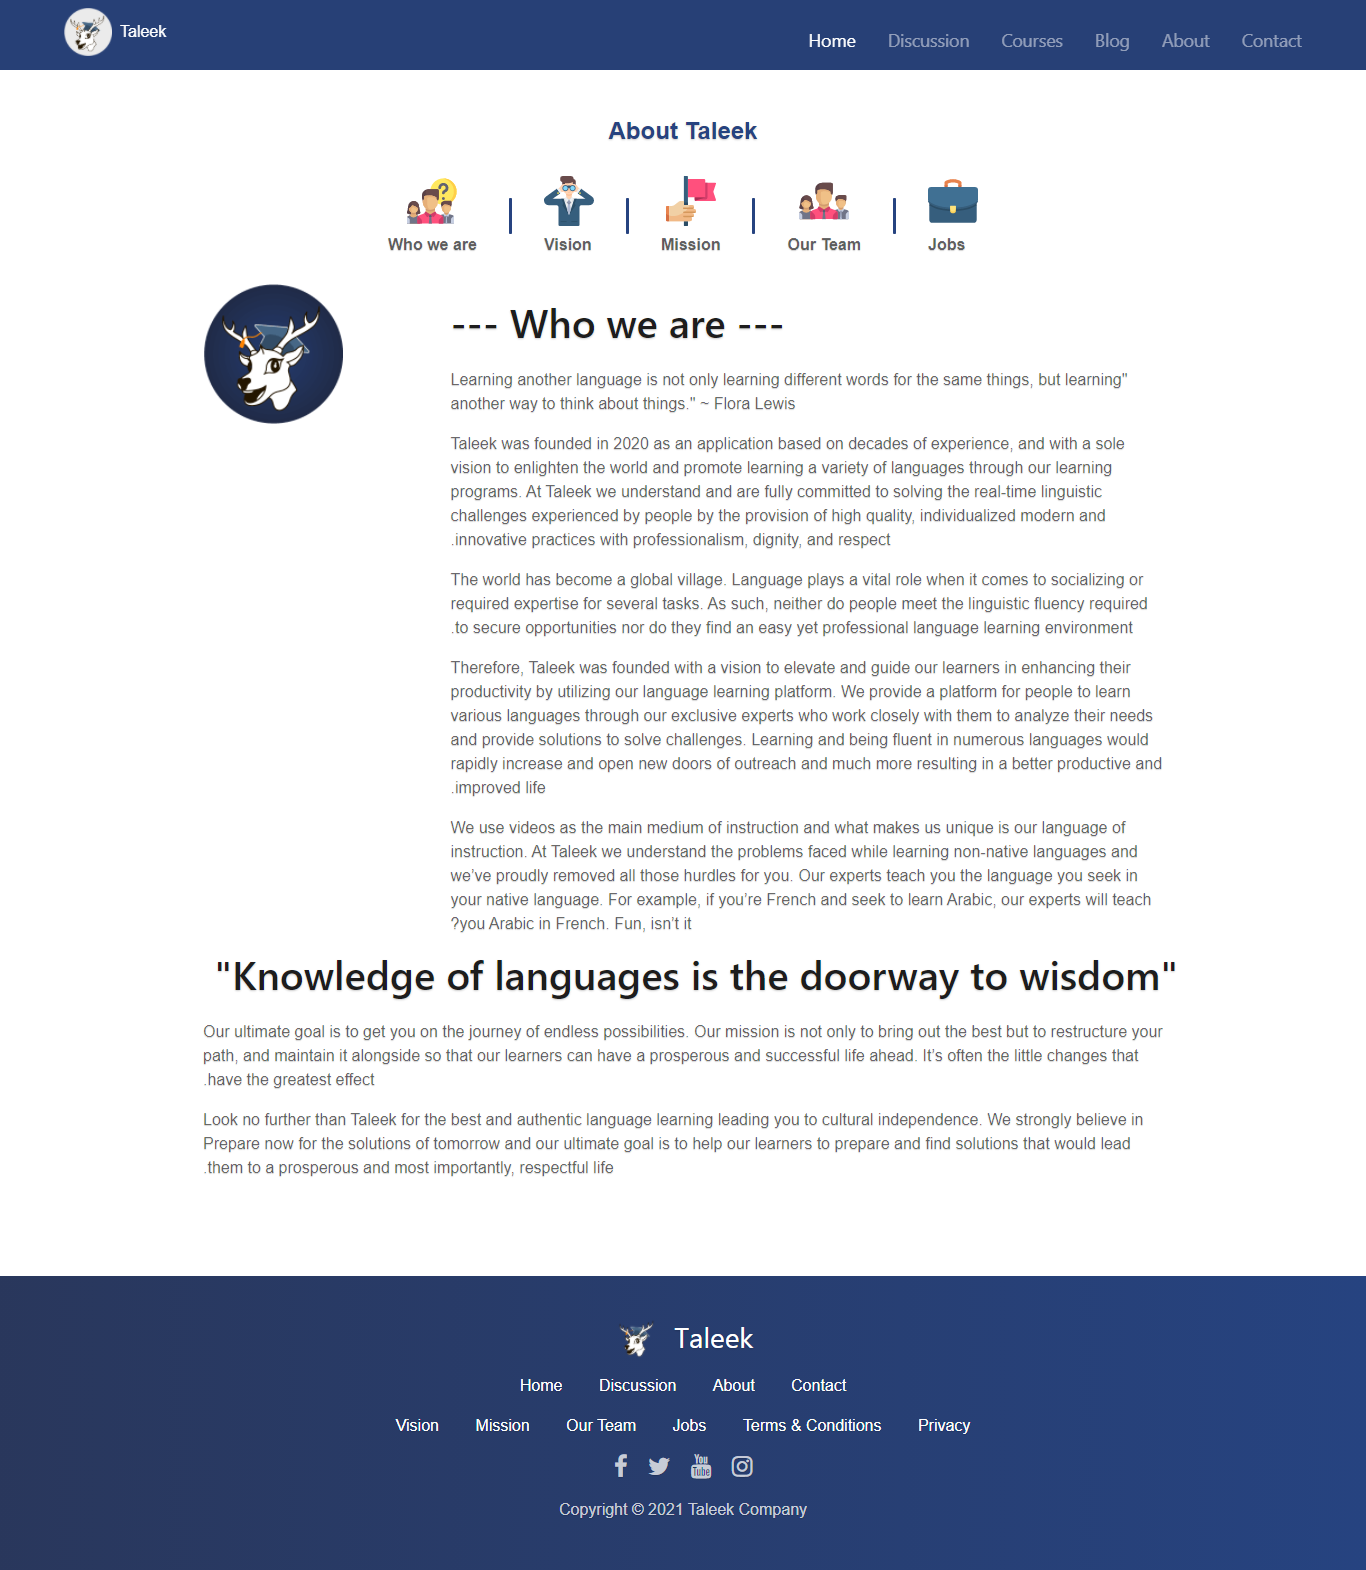 Taleek
Home Discussion Courses Blog About Contact
About Taleek
?
Who we are Vision Mission Our Team Jobs
--- Who we are ---
Learning another language is not only learning different words for the same things, but learning"
another way to think about things." ~ Flora Lewis
Taleek was founded in 2020 as an application based on decades of experience, and with a sole
vision to enlighten the world and promote learning a variety of languages through our learning
programs. At Taleek we understand and are fully committed to solving the real-time linguistic
challenges experienced by people by the provision of high quality, individualized modern and
.innovative practices with professionalism, dignity, and respect
The world has become a global village. Language plays a vital role when it comes to socializing or
required expertise for several tasks. As such, neither do people meet the linguistic fluency required
.to secure opportunities nor do they find an easy yet professional language learning environment
Therefore, Taleek was founded with a vision to elevate and guide our learners in enhancing their
productivity by utilizing our language learning platform. We provide a platform for people to learn
various languages through our exclusive experts who work closely with them to analyze their needs
and provide solutions to solve challenges. Learning and being fluent in numerous languages would
rapidly increase and open new doors of outreach and much more resulting in a better productive and
.improved life
We use videos as the main medium of instruction and what makes us unique is our language of
instruction. At Taleek we understand the problems faced while learning non-native languages and
we’ve proudly removed all those hurdles for you. Our experts teach you the language you seek in
your native language. For example, if you’re French and seek to learn Arabic, our experts will teach
?you Arabic in French. Fun, isn’t it
"Knowledge of languages is the doorway to wisdom"
Our ultimate goal is to get you on the journey of endless possibilities. Our mission is not only to bring out the best but to restructure your
path, and maintain it alongside so that our learners can have a prosperous and successful life ahead. It’s often the little changes that
.have the greatest effect
Look no further than Taleek for the best and authentic language learning leading you to cultural independence. We strongly believe in
Prepare now for the solutions of tomorrow and our ultimate goal is to help our learners to prepare and find solutions that would lead
.them to a prosperous and most importantly, respectful life
Taleek
Home Discussion About Contact
Vision Mission Our Team Jobs Terms & Conditions Privacy
You Tube
Copyright © 2021 Taleek Company